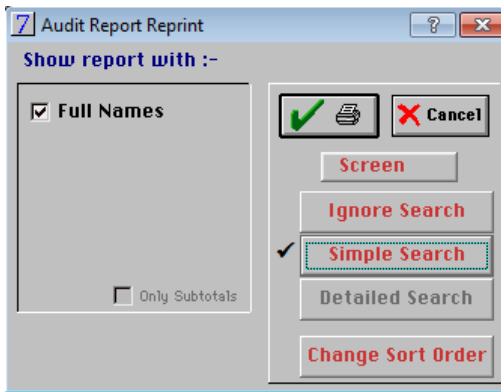 7 Audit Report Reprint
Show report with :-
Full Names
Only Subtotals
Cancel
Screen
Ignore Search
Simple Search
Detailed Search
Change Sort Order